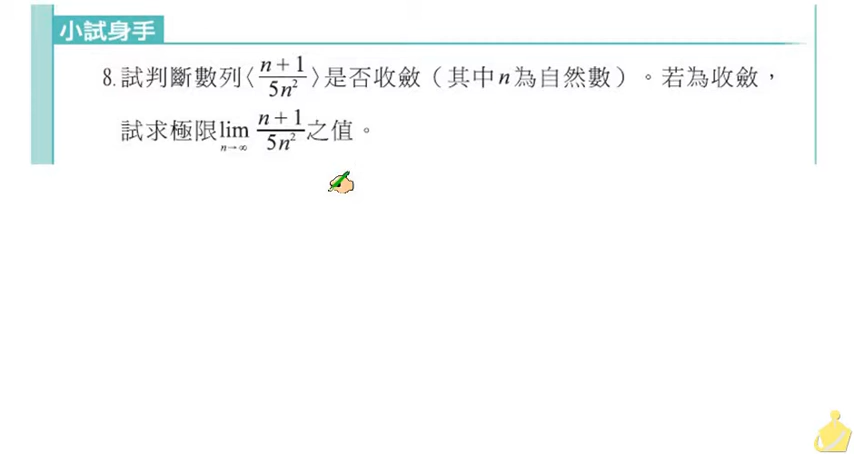 小試身手
8.試判斷數列〈(n+1)/(5n²)〉是否收斂(其中n為自然數)。若為收斂,
試求極限lim n→∞ (n+1)/(5n²)之值。